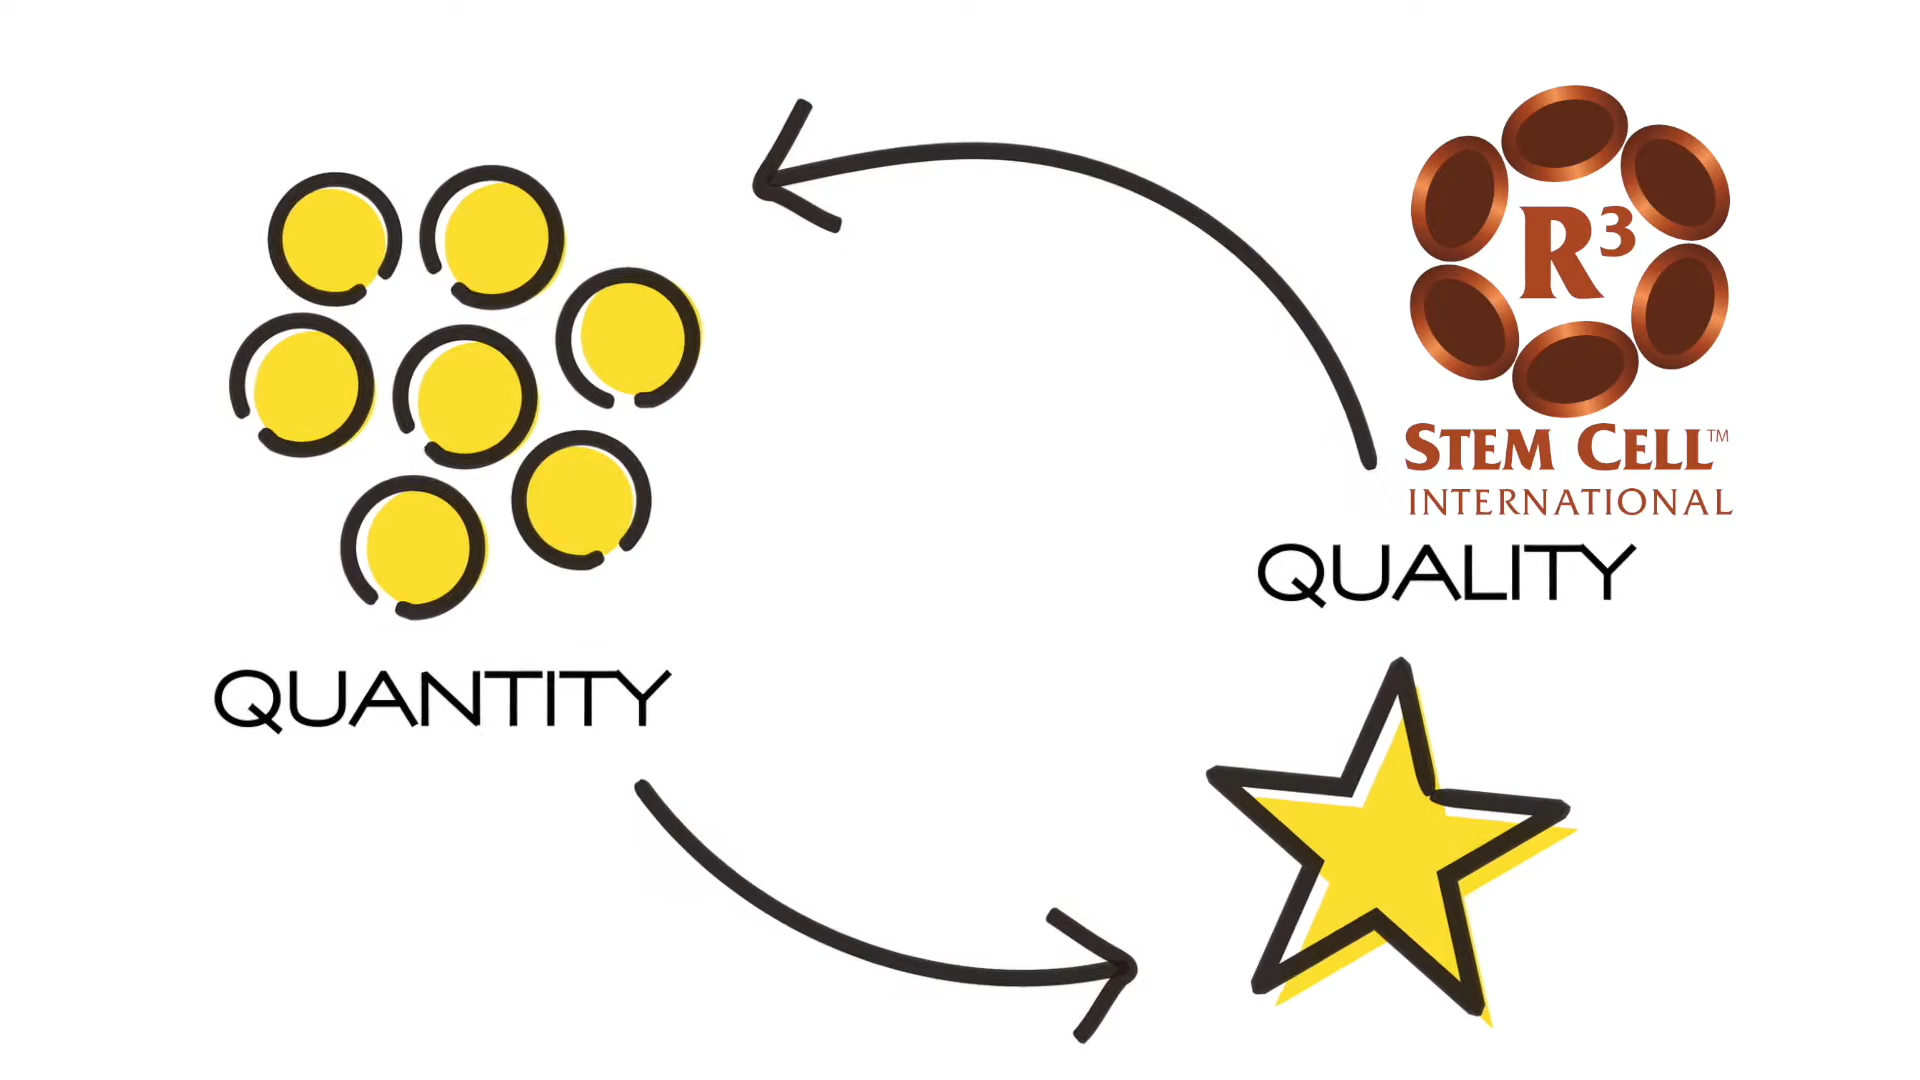 R³
STEM CELL™
INTERNATIONAL
QUALITY
QUANTITY